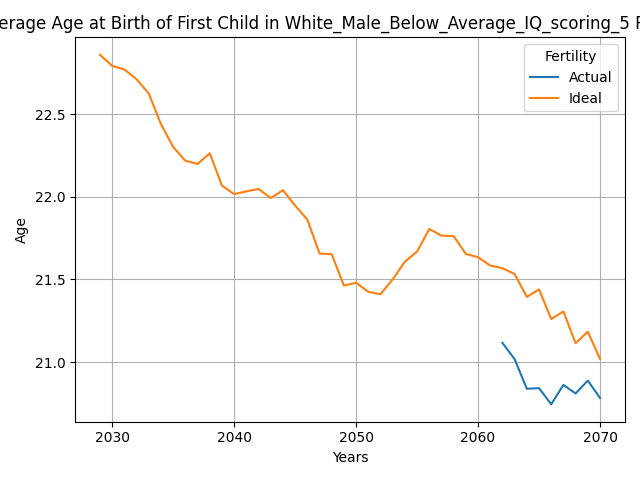 erage Age at Birth of First Child in White_Male_Below_Average_IQ_scoring_5
Fertility
Actual
Ideal
22.5
22.0
21.5
21.0
Age
2030 2040 2050 2060 2070
Years